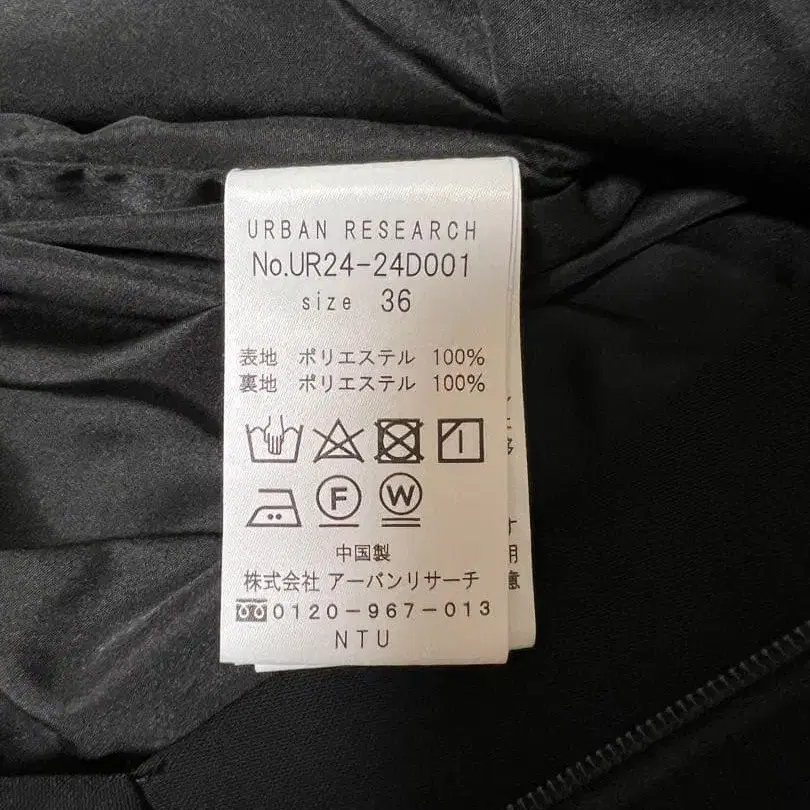 URBAN RESEARCH
No.UR24-24D001
size 36
表地 ポリエステル 100%
裏地 ポリエステル 100%
F W
中国製
株式会社 アーバンリサーチ
0120-967-013
NTU